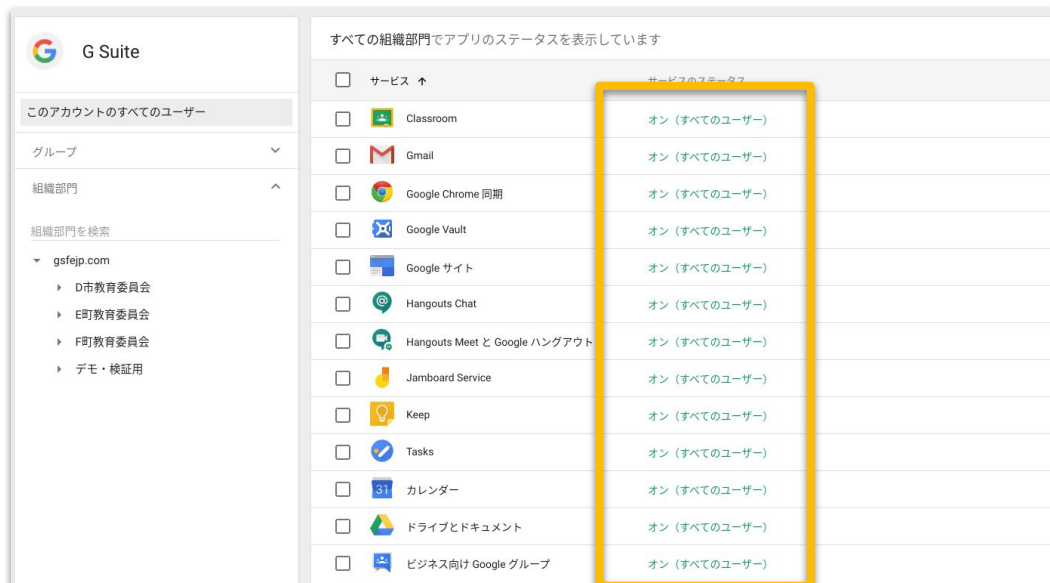 G Suite
このアカウントのすべてのユーザー
グループ
組織部門
組織部門を検索
gsfejp.com
D市教育委員会
E町教育委員会
F町教育委員会
デモ・検証用
すべての組織部門でアプリのステータスを表示しています
サービス ↑ サービスのステータス
Classroom オン（すべてのユーザー）
Gmail オン（すべてのユーザー）
Google Chrome 同期 オン（すべてのユーザー）
Google Vault オン（すべてのユーザー）
Google サイト オン（すべてのユーザー）
Hangouts Chat オン（すべてのユーザー）
Hangouts Meet と Google ハングアウト オン（すべてのユーザー）
Jamboard Service オン（すべてのユーザー）
Keep オン（すべてのユーザー）
Tasks オン（すべてのユーザー）
31 カレンダー オン（すべてのユーザー）
ドライブとドキュメント オン（すべてのユーザー）
ビジネス向け Google グループ オン（すべてのユーザー）